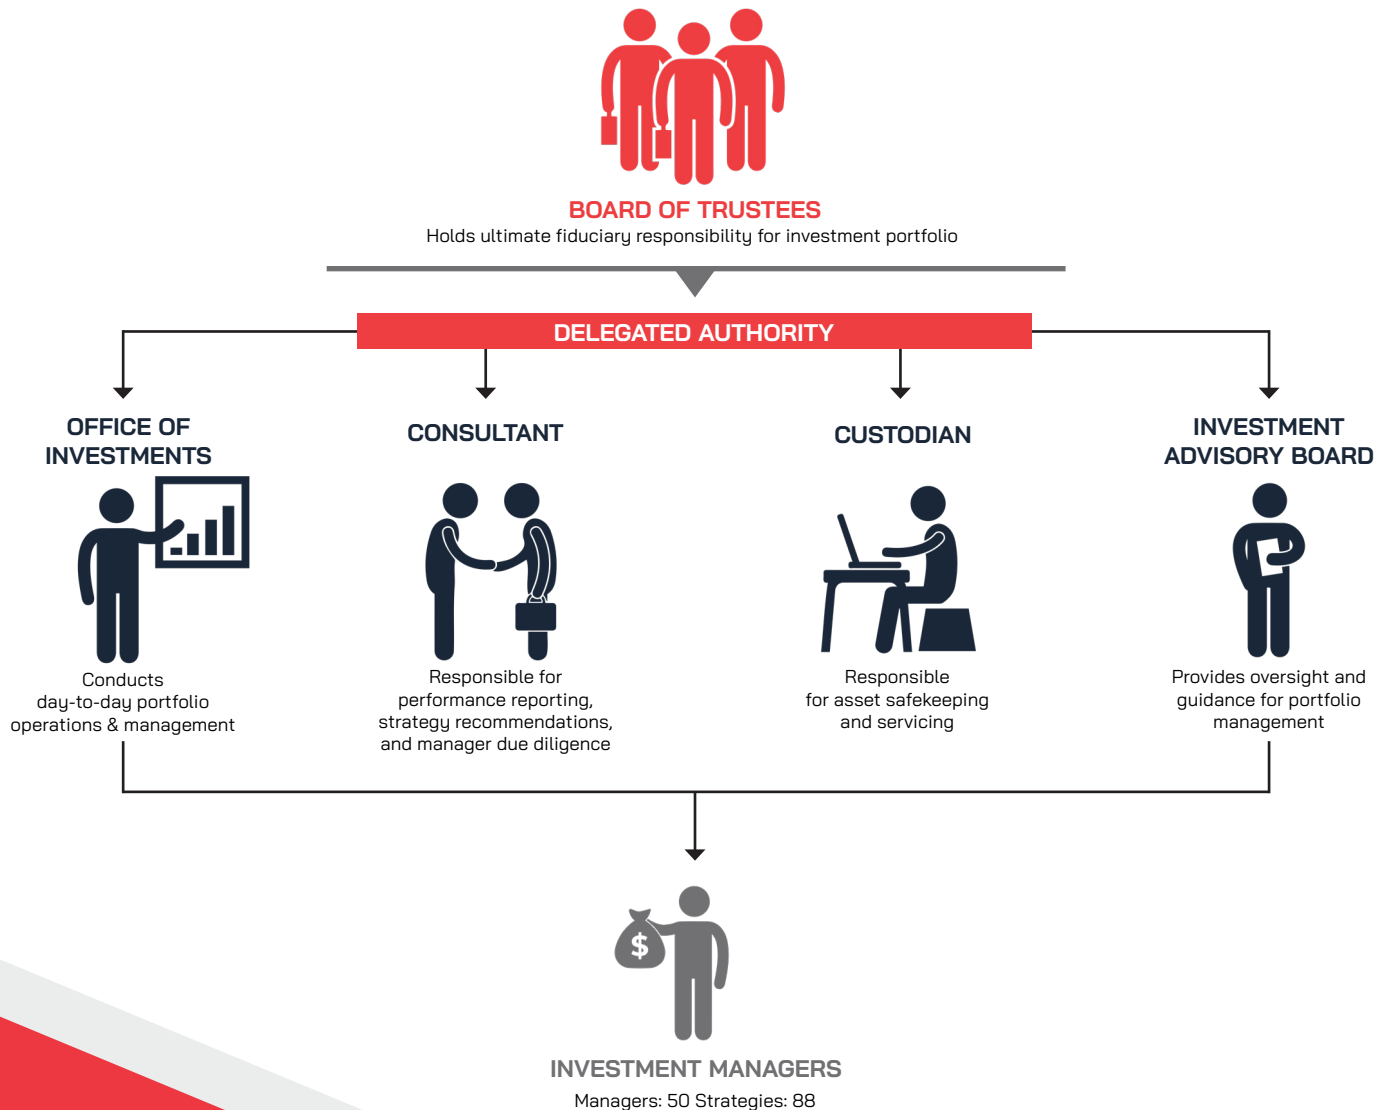 BOARD OF TRUSTEES
Holds ultimate fiduciary responsibility for investment portfolio
DELEGATED AUTHORITY
OFFICE OF
INVESTMENTS
Conducts
day-to-day portfolio
operations & management
CONSULTANT
Responsible for
performance reporting,
strategy recommendations,
and manager due diligence
CUSTODIAN
Responsible
for asset safekeeping
and servicing
INVESTMENT
ADVISORY BOARD
Provides oversight and
guidance for portfolio
management
$
INVESTMENT MANAGERS
Managers: 50 Strategies: 88